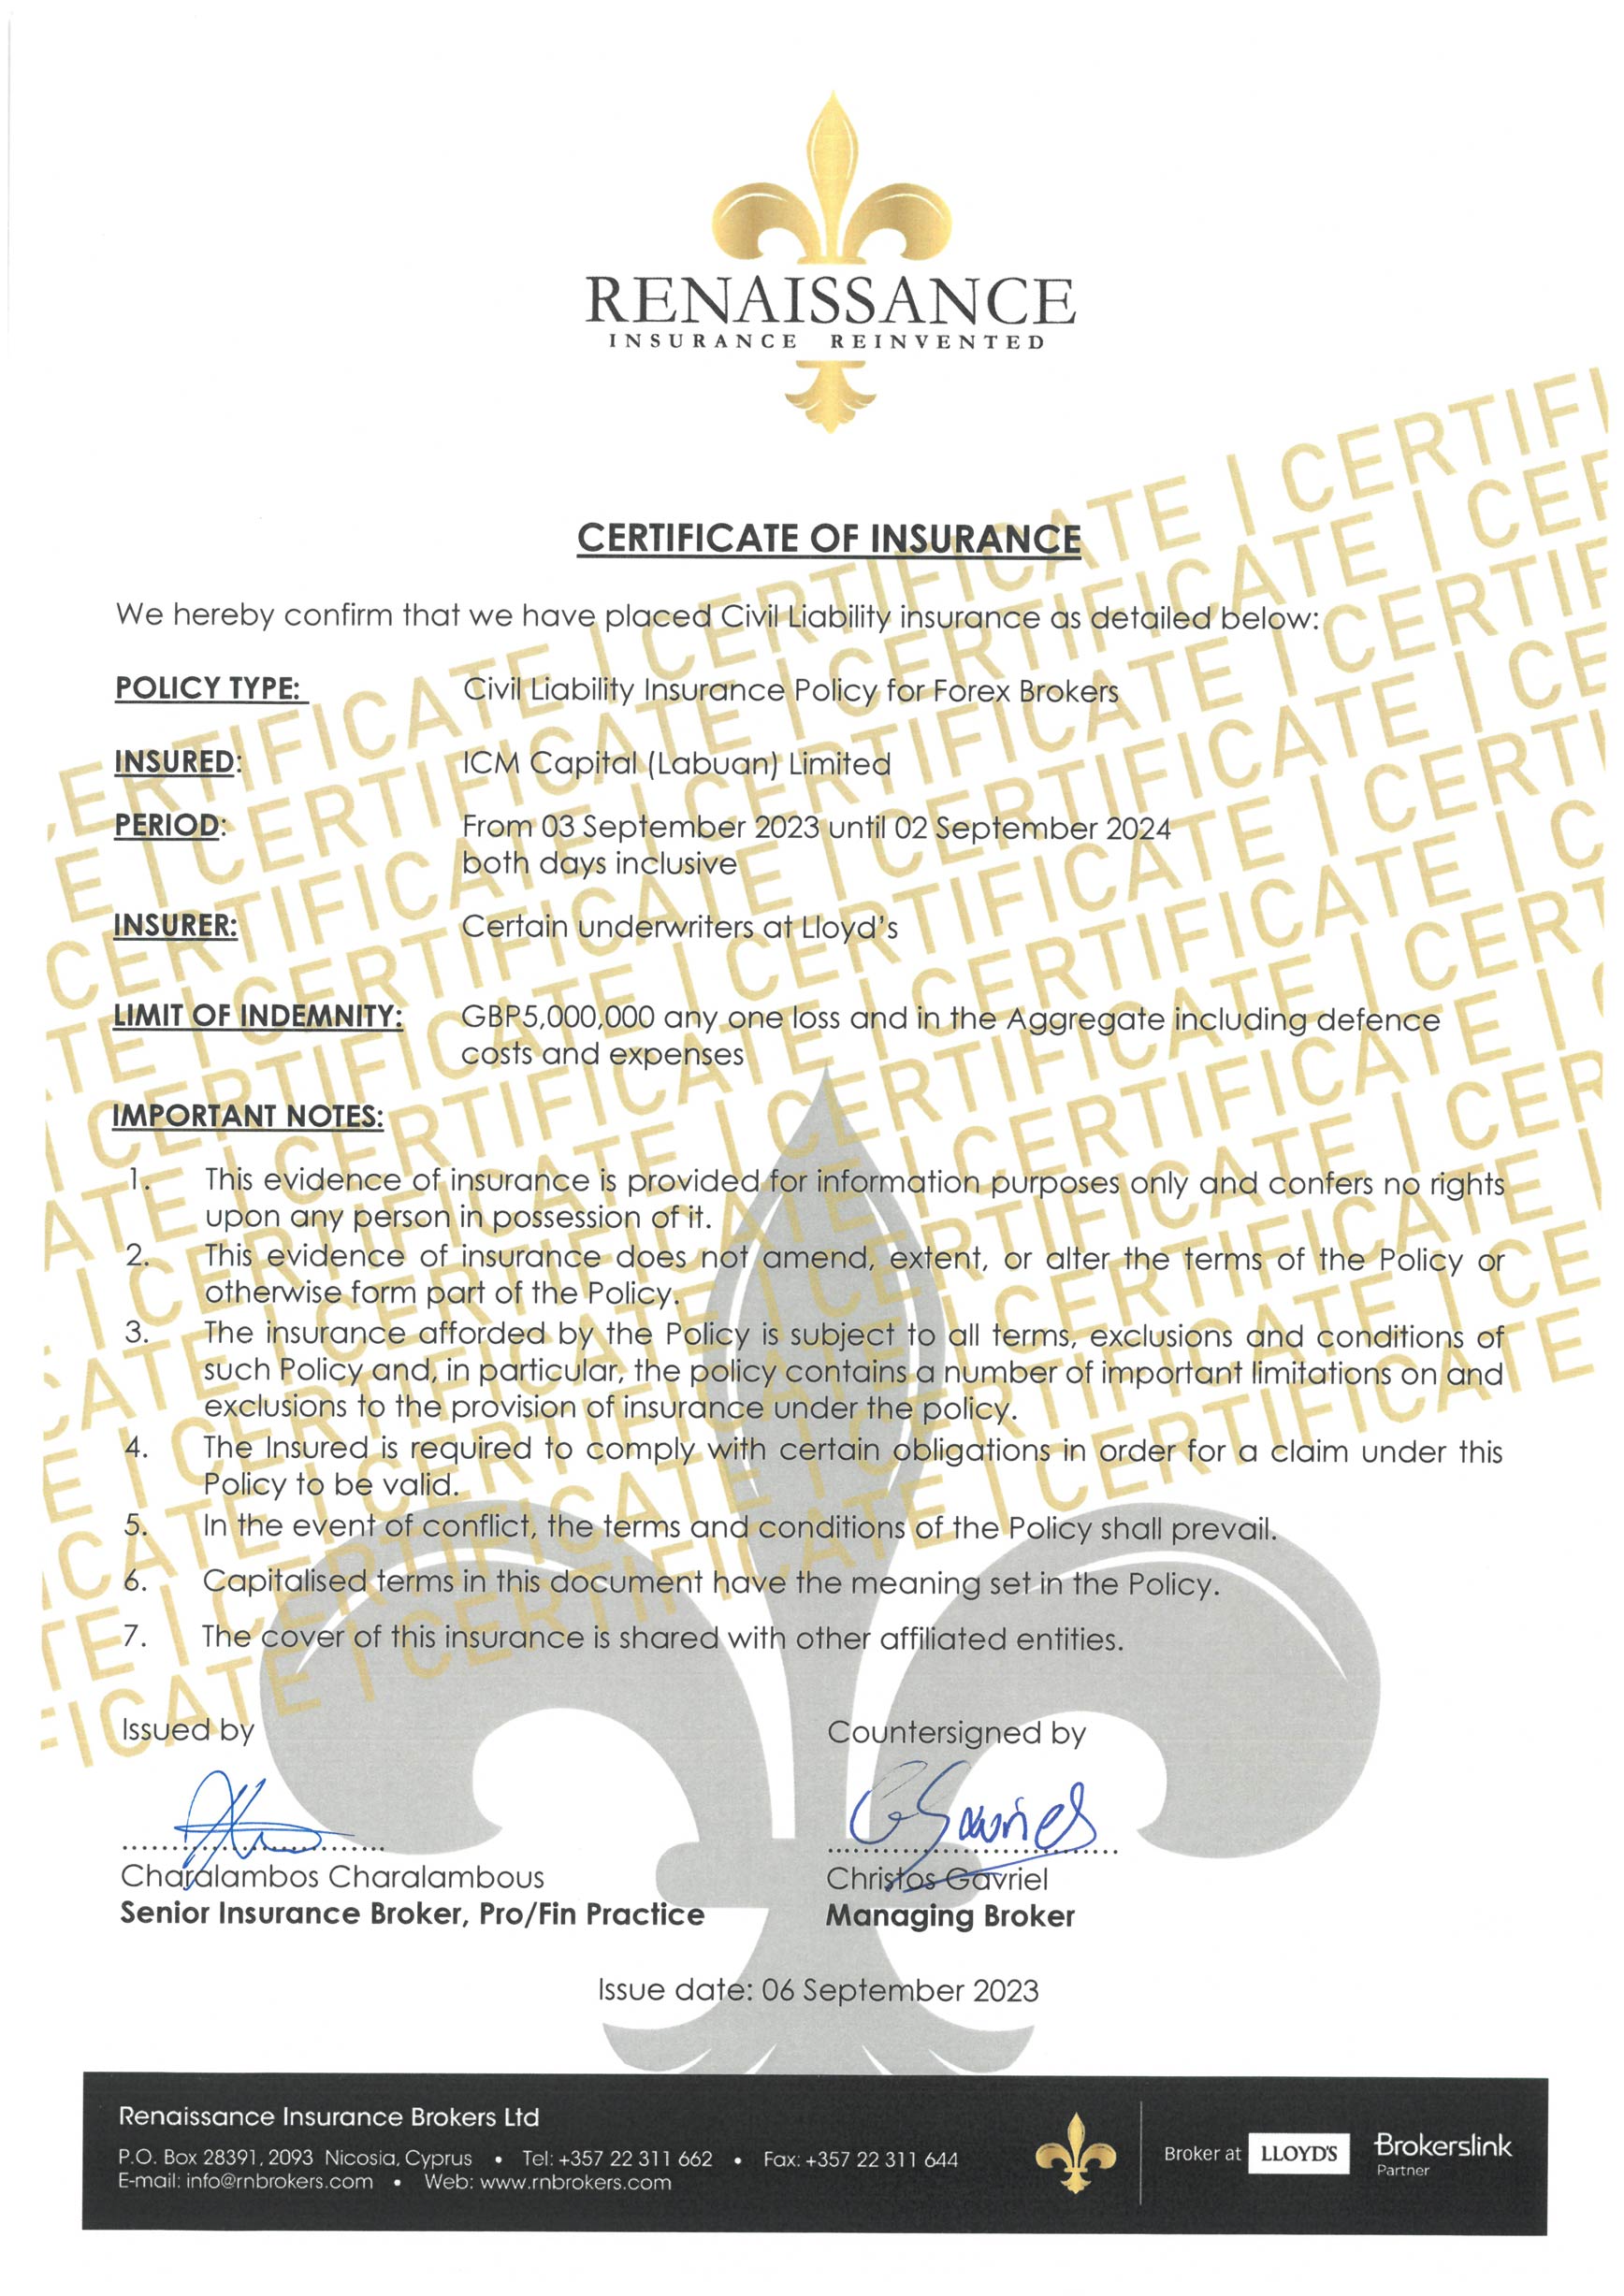 RENAISSANCE
INSURANCE REINVENTED
CERTIFICATE OF INSURANCE
We hereby confirm that we have placed Civil Liability insurance as detailed below:
POLICY TYPE: Civil Liability Insurance Policy for Forex Brokers
INSURED: ICM Capital (Labuan) Limited
PERIOD: From 03 September 2023 until 02 September 2024
both days inclusive
INSURER: Certain underwriters at Lloyd's
LIMIT OF INDEMNITY: GBP5,000,000 any one loss and in the Aggregate including defence
costs and expenses
IMPORTANT NOTES:
1. This evidence of insurance is provided for information purposes only and confers no rights
upon any person in possession of it.
2. This evidence of insurance does not amend, extent, or alter the terms of the Policy or
otherwise form part of the Policy.
3. The insurance afforded by the Policy is subject to all terms, exclusions and conditions of
such Policy and, in particular, the policy contains a number of important limitations on and
exclusions to the provision of insurance under the policy.
4. The Insured is required to comply with certain obligations in order for a claim under this
Policy to be valid.
5. In the event of conflict, the terms and conditions of the Policy shall prevail.
6. Capitalised terms in this document have the meaning set in the Policy.
7. The cover of this insurance is shared with other affiliated entities.
Issued by
Countersigned by
Charalambos Charalambous
Senior Insurance Broker, Pro/Fin Practice
Christos Gavriel
Managing Broker
Issue date: 06 September 2023
Renaissance Insurance Brokers Ltd
P.O. Box 28391, 2093 Nicosia, Cyprus • Tel: +357 22 311 662 • Fax: +357 22 311 644
E-mail: info@rnbrokers.com • Web: www.rnbrokers.com
Broker at LLOYD'S
Brokerslink
Partner